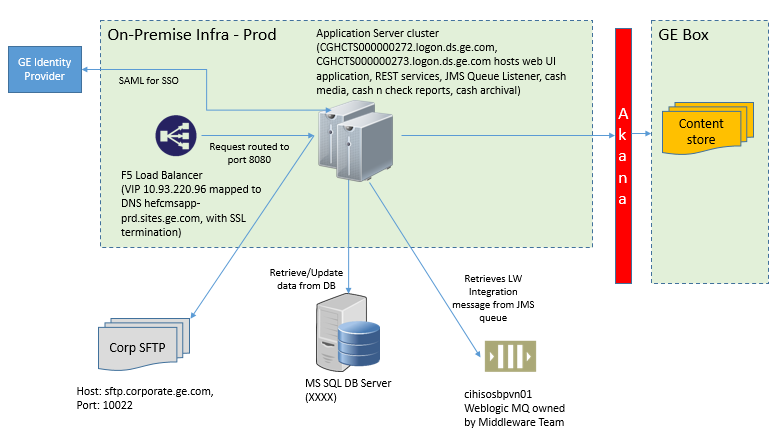 On-Premise Infra - Prod
Application Server cluster
(CGHCTS000000272.logon.ds.ge.com,
CGHCTS000000273.logon.ds.ge.com hosts web UI
application, REST services, JMS Queue Listener, cash
media, cash n check reports, cash archival)
GE Box
GE Identity
Provider
SAML for SSO
Akana
Content
store
Request routed to
port 8080
F5 Load Balancer
(VIP 10.93.220.96 mapped to
DNS hefcmsapp-
prd.sites.ge.com, with SSL
termination)
Retrieve/Update
data from DB
Retrieves LW
Integration
message from JMS
queue
Corp SFTP
Host: sftp.corporate.ge.com,
Port: 10022
MS SQL DB Server
(XXXX)
cihisosbpvn01
Weblogic MQ owned
by Middleware Team